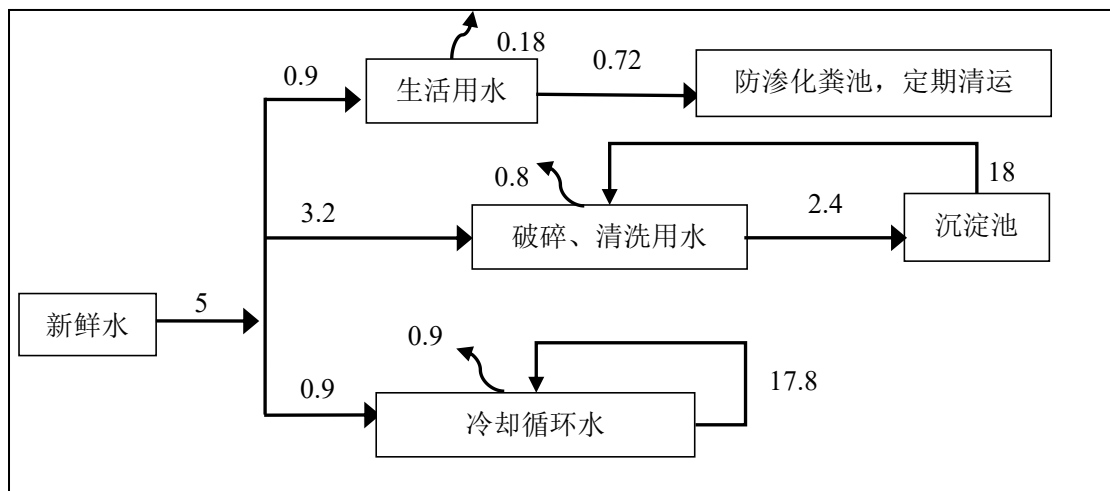 0.18
0.9
生活用水
0.72
防渗化粪池，定期清运
0.8
18
3.2
破碎、清洗用水
2.4
沉淀池
新鲜水
5
0.9
17.8
0.9
冷却循环水